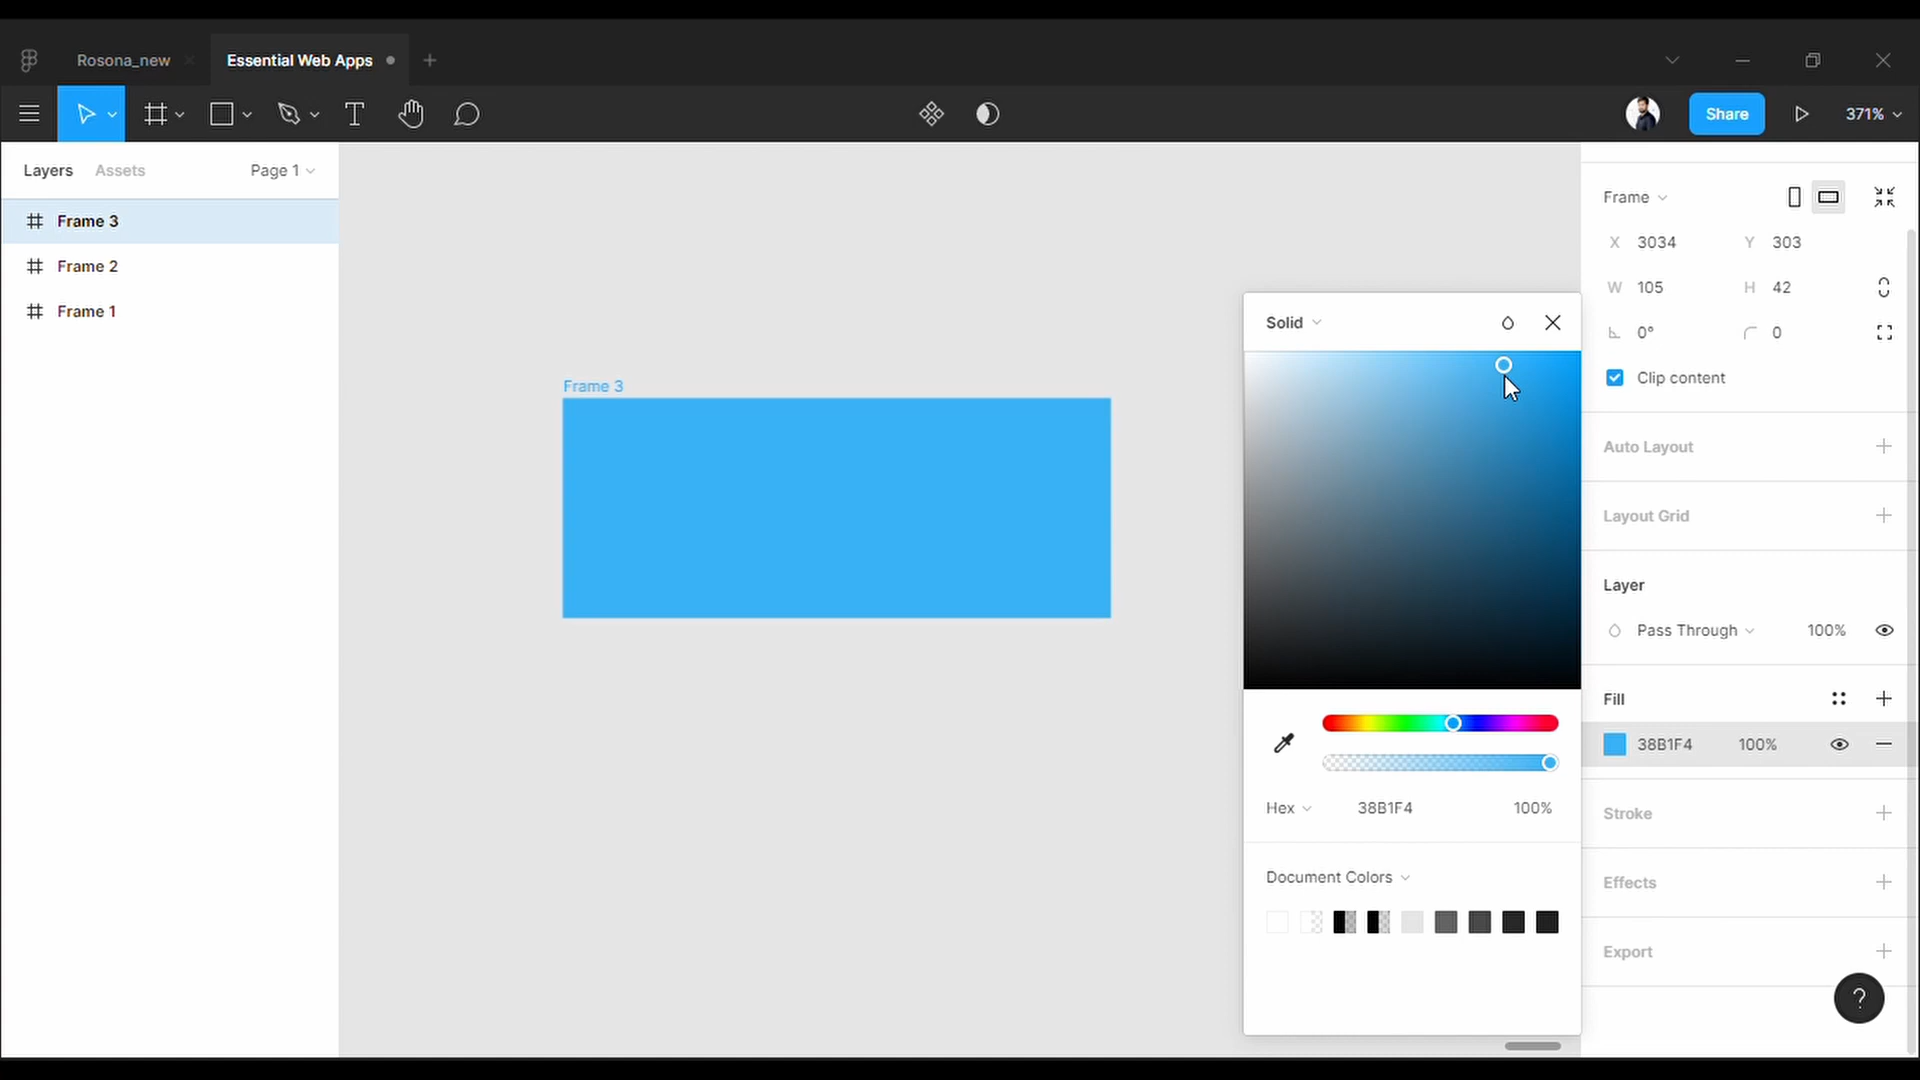 Rosona_new
Essential Web Apps
Share
371%
Layers Assets Page 1
Frame 3
Frame 2
Frame 1
Frame 3
Solid
Hex 38B1F4 100%
Document Colors
Frame
X 3034 Y 303
W 105 H 42
0° 0
Clip content
Auto Layout
Layout Grid
Layer
Pass Through 100%
Fill
38B1F4 100%
Stroke
Effects
Export
?